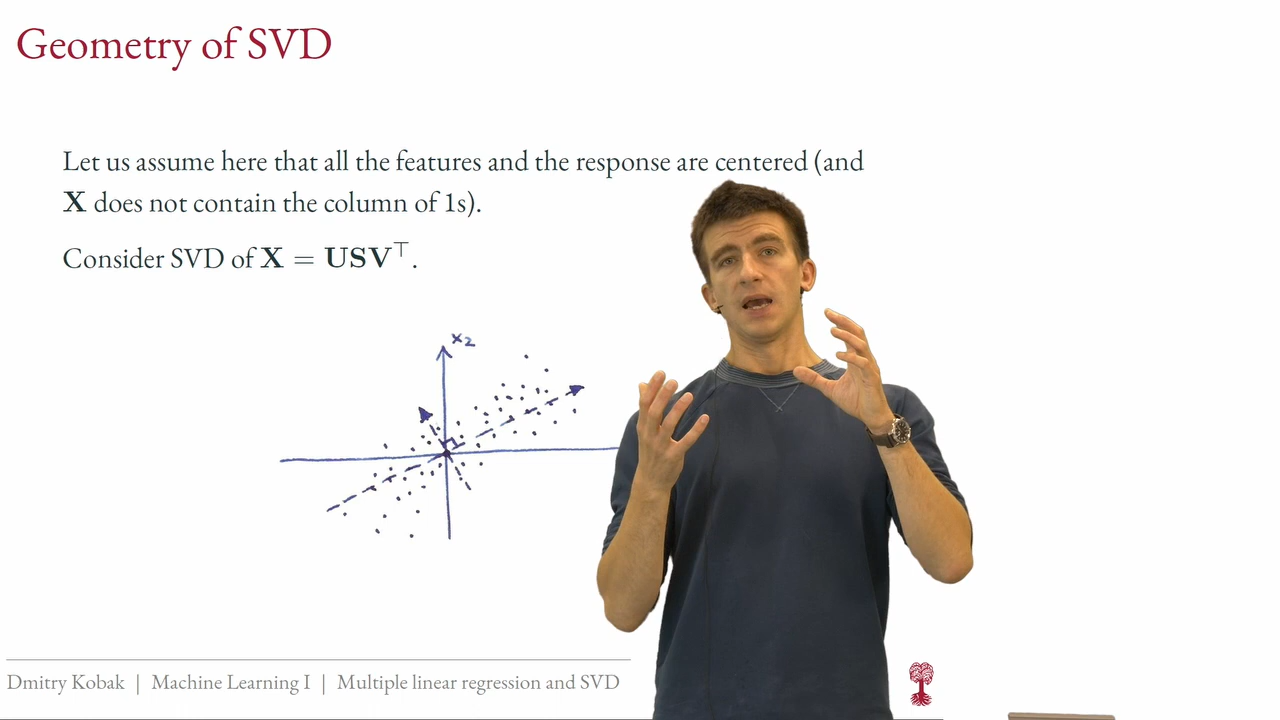 Geometry of SVD
Let us assume here that all the features and the response are centered (and
X does not contain the column of 1s).
Consider SVD of X = USV⊤.
x2
Dmitry Kobak | Machine Learning I | Multiple linear regression and SVD